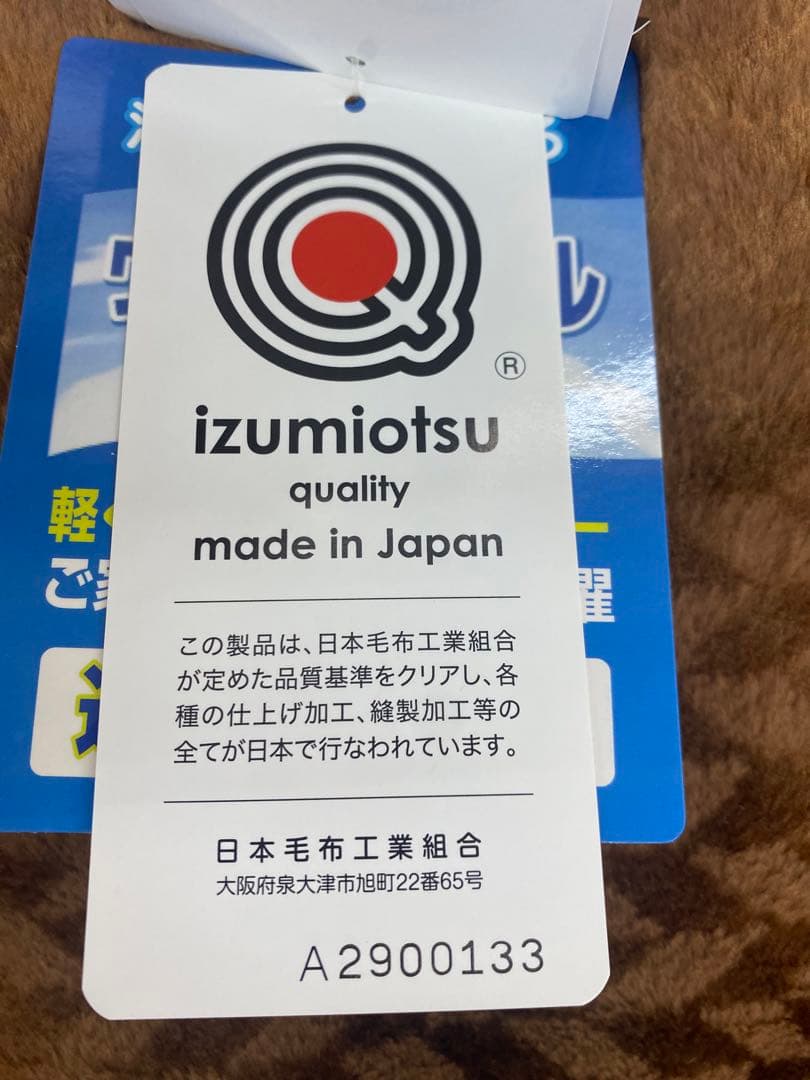 izumiotsu
®
quality
made in Japan
この製品は、日本毛布工業組合
が定めた品質基準をクリアし、各
種の仕上げ加工、縫製加工等の
全てが日本で行なわれています。
日本毛布工業組合
大阪府泉大津市旭町22番65号
A2900133
軽
ー
ご